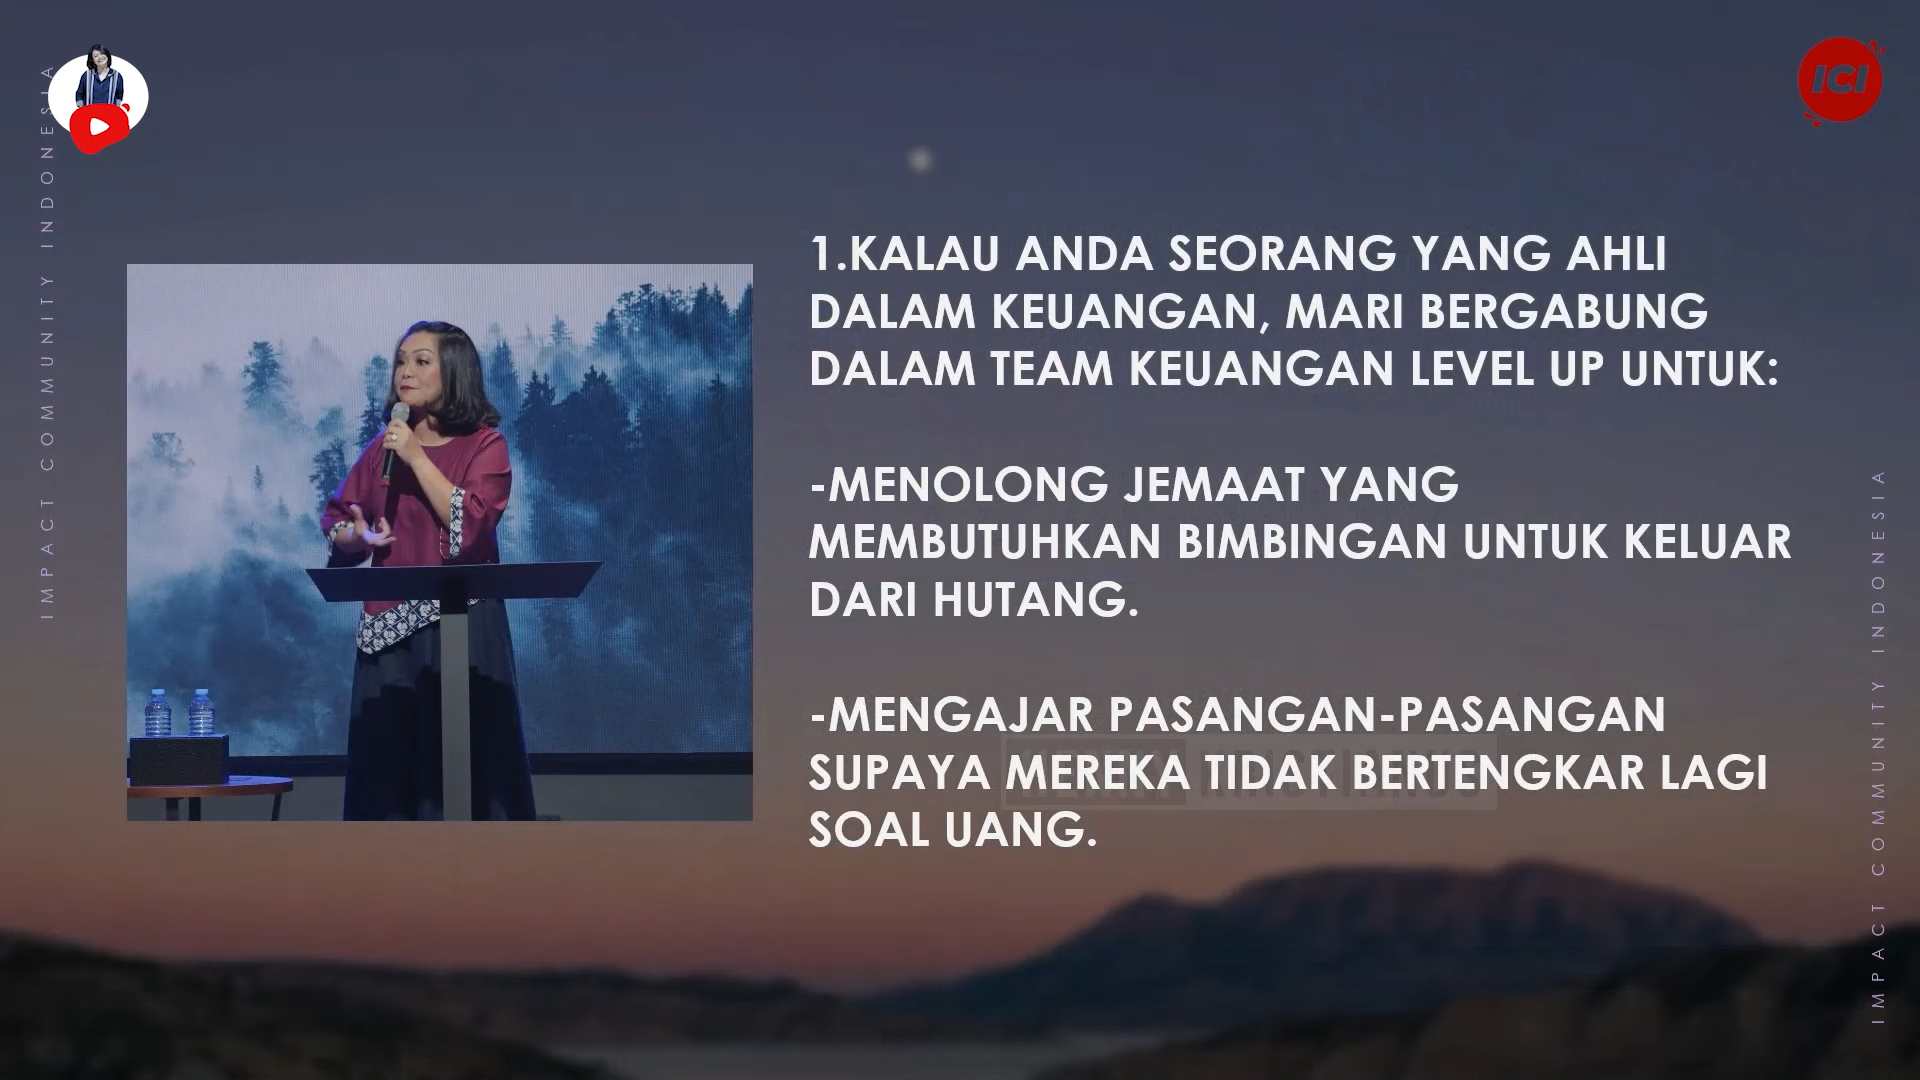 IMPACT COMMUNITY INDONESIA
ICI
1.KALAU ANDA SEORANG YANG AHLI
DALAM KEUANGAN, MARI BERGABUNG
DALAM TEAM KEUANGAN LEVEL UP UNTUK:
-MENOLONG JEMAAT YANG
MEMBUTUHKAN BIMBINGAN UNTUK KELUAR
DARI HUTANG.
-MENGAJAR PASANGAN-PASANGAN
SUPAYA MEREKA TIDAK BERTENGKAR LAGI
SOAL UANG.
IMPACT COMMUNITY INDONESIA